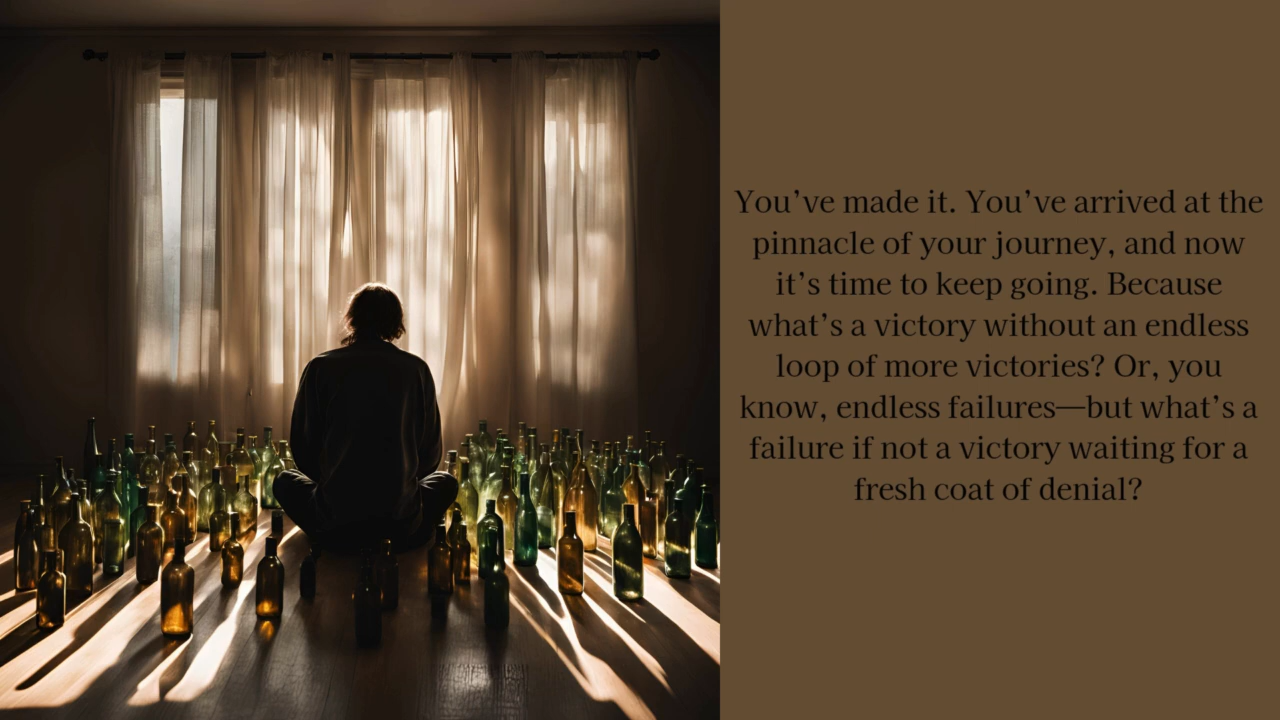 You’ve made it. You’ve arrived at the
pinnacle of your journey, and now
it’s time to keep going. Because
what’s a victory without an endless
loop of more victories? Or, you
know, endless failures—but what’s a
failure if not a victory waiting for a
fresh coat of denial?